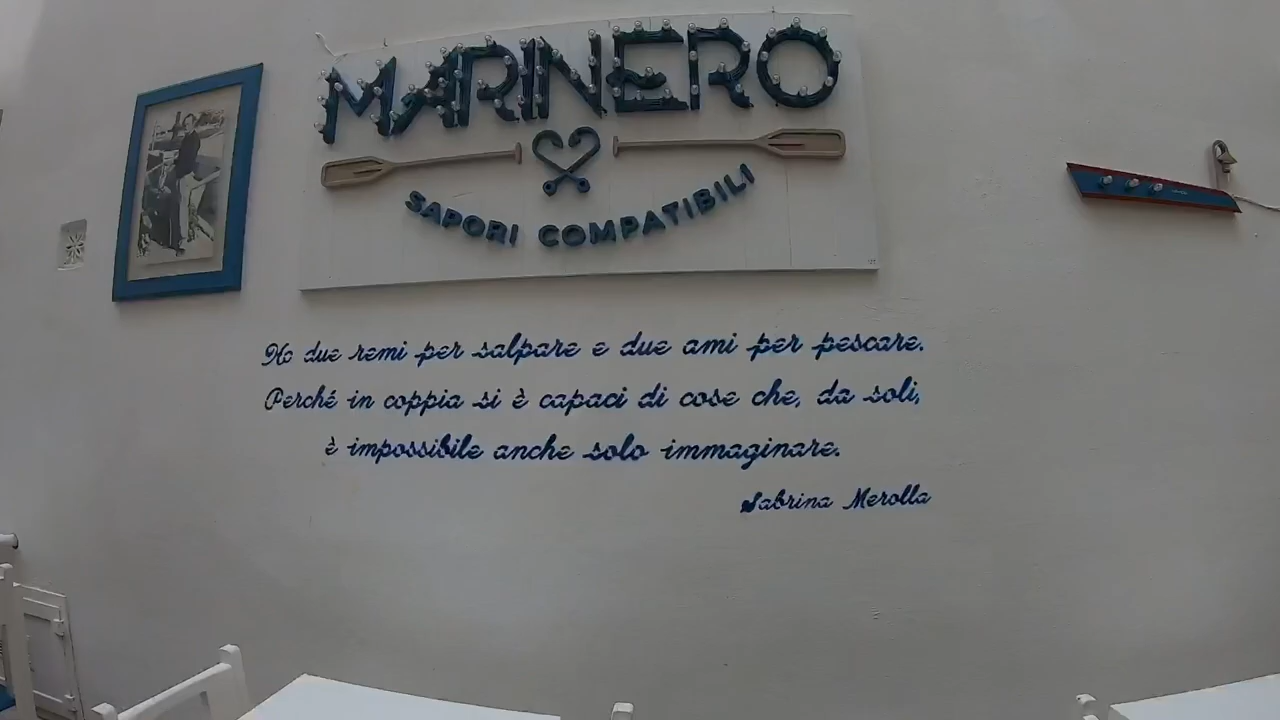 MARINERO
SAPORI COMPATIBILI
Ho due remi per salpare e due ami per pescare.
Perché in coppia si è capaci di cose che, da soli,
è impossibile anche solo immaginare.
Sabrina Merolla